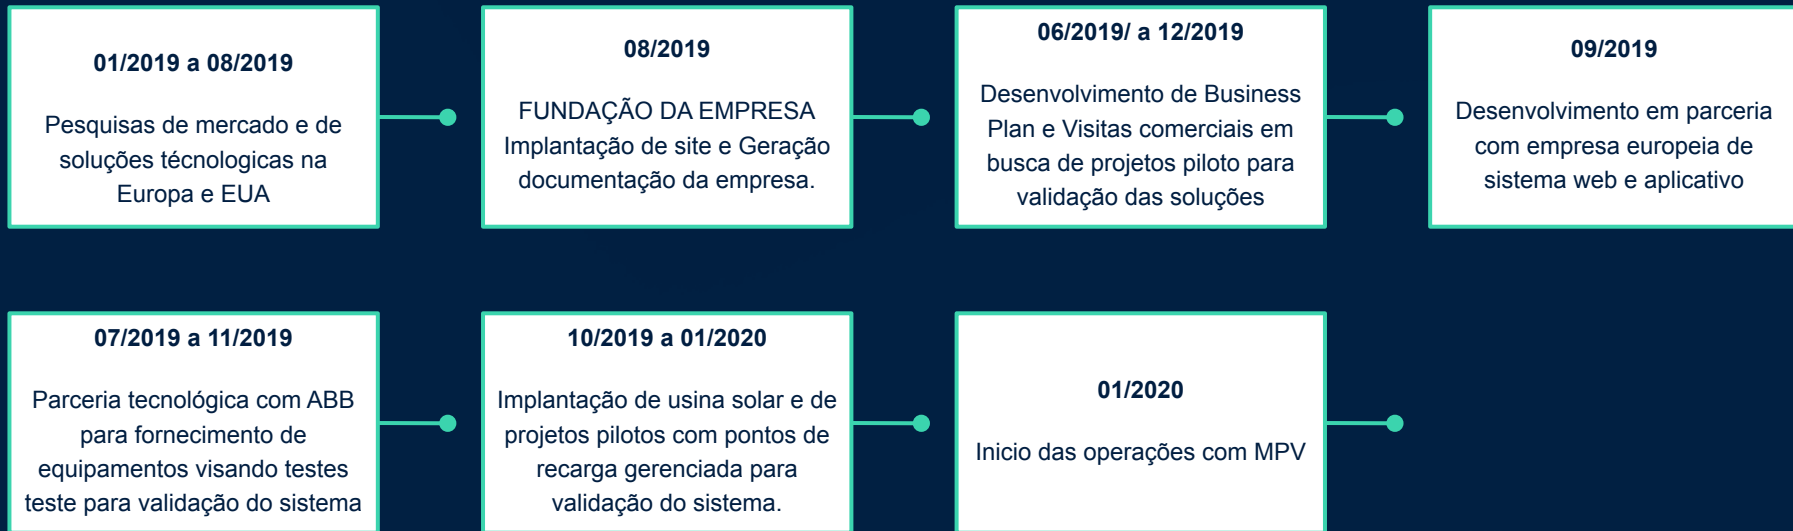 01/2019 a 08/2019
Pesquisas de mercado e de
soluções técnologicas na
Europa e EUA
08/2019
FUNDAÇÃO DA EMPRESA
Implantação de site e Geração
documentação da empresa.
06/2019/ a 12/2019
Desenvolvimento de Business
Plan e Visitas comerciais em
busca de projetos piloto para
validação das soluções
09/2019
Desenvolvimento em parceria
com empresa europeia de
sistema web e aplicativo
07/2019 a 11/2019
Parceria tecnológica com ABB
para fornecimento de
equipamentos visando testes
teste para validação do sistema
10/2019 a 01/2020
Implantação de usina solar e de
projetos pilotos com pontos de
recarga gerenciada para
validação do sistema.
01/2020
Inicio das operações com MPV